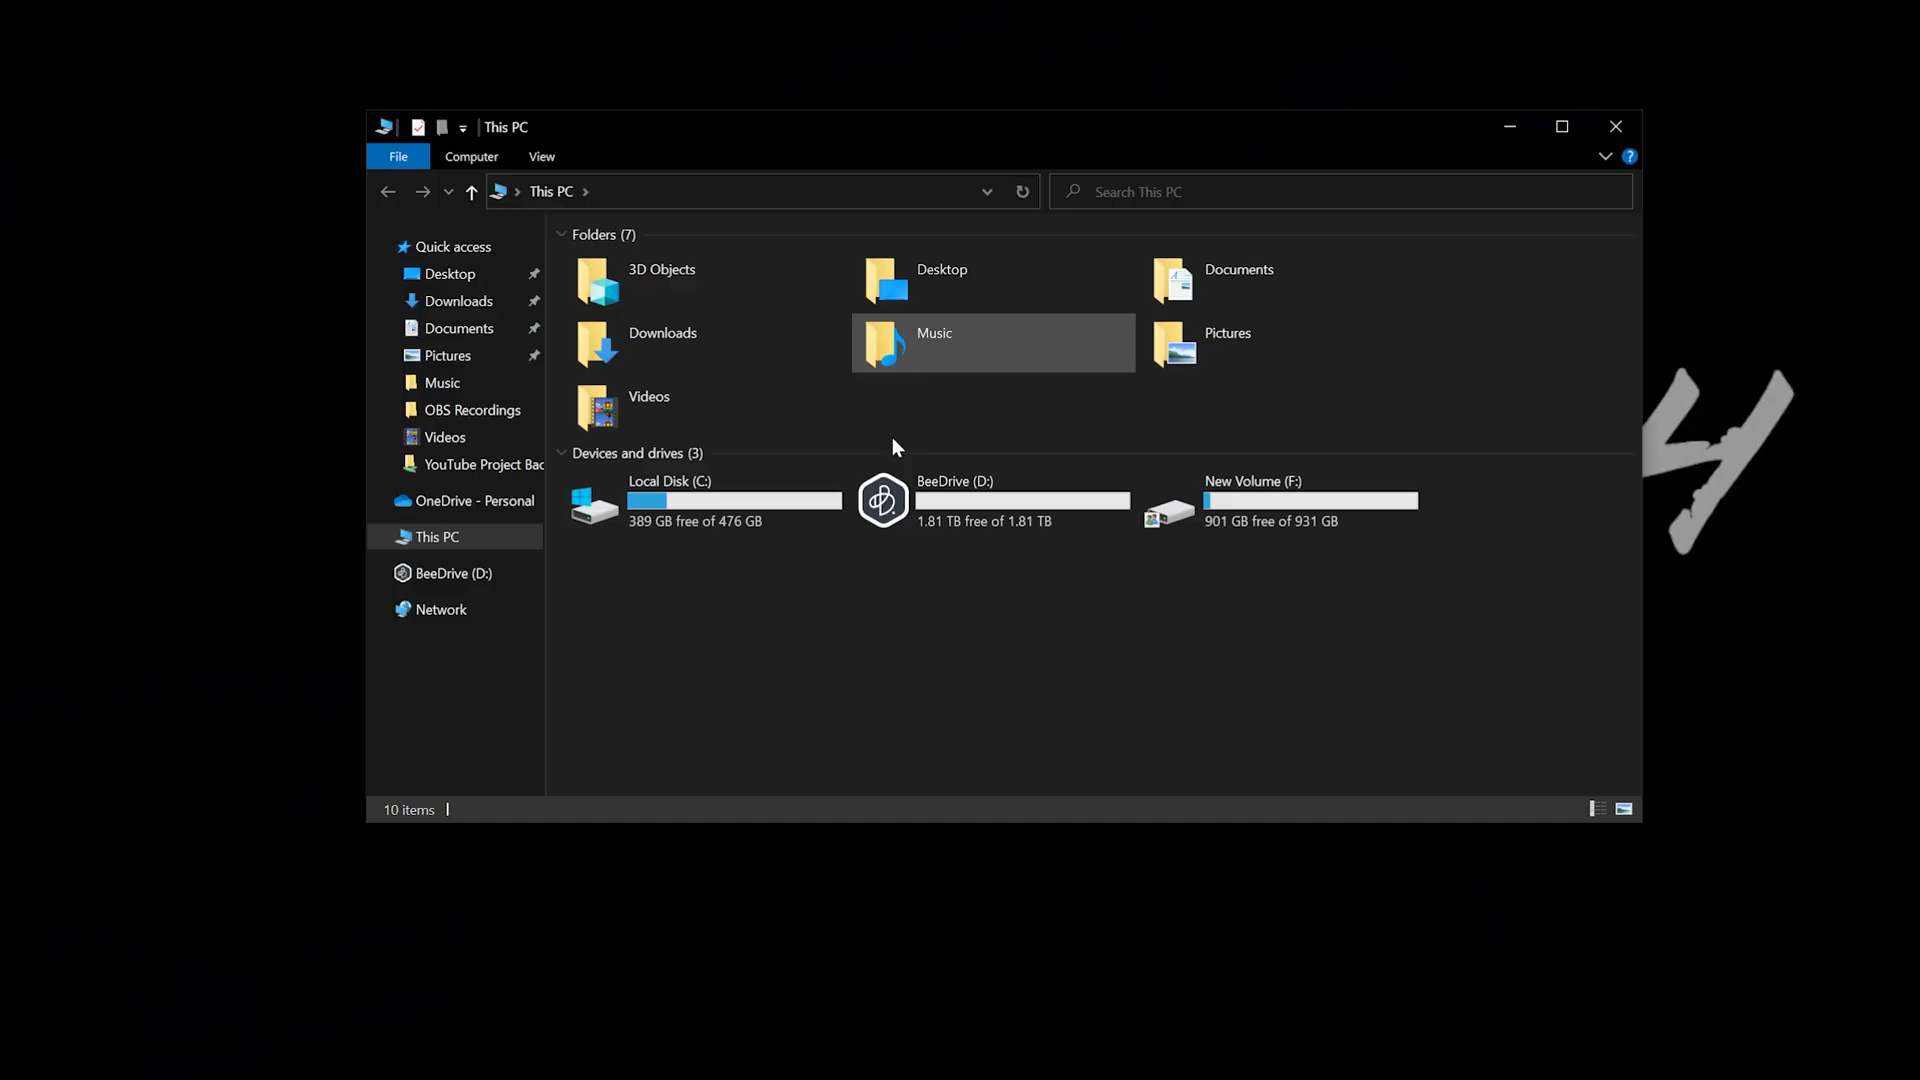 This PC
File Computer View
This PC
Search This PC
Quick access
Desktop
Downloads
Documents
Pictures
Music
OBS Recordings
Videos
YouTube Project Bac
OneDrive - Personal
This PC
BeeDrive (D:)
Network
Folders (7)
3D Objects
Desktop
Documents
Downloads
Music
Pictures
Videos
Devices and drives (3)
Local Disk (C:)
389 GB free of 476 GB
BeeDrive (D:)
1.81 TB free of 1.81 TB
New Volume (F:)
901 GB free of 931 GB
10 items